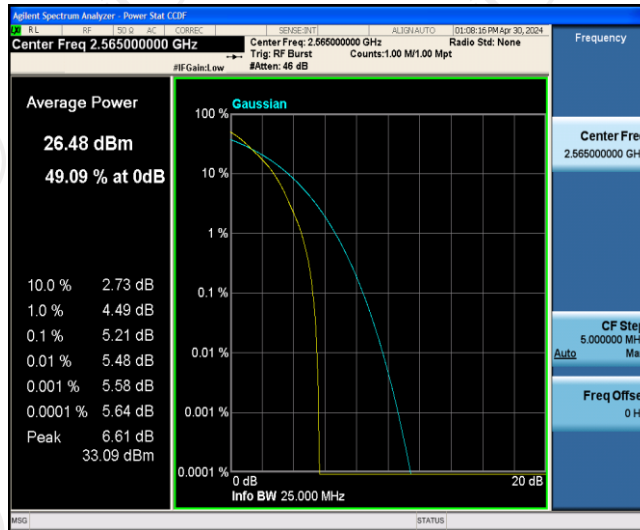 Agilent Spectrum Analyzer - Power Stat CCDF
RL RF 50 Ω AC CORREC SENSE:INT ALIGNAUTO 01:08:16 PM Apr 30, 2024
Center Freq 2.565000000 GHz
Center Freq: 2.565000000 GHz Radio Std: None
Trig: RF Burst Counts:1.00 M/1.00 Mpt
#IFGain:Low #Atten: 46 dB
Frequency
Average Power
26.48 dBm
49.09 % at 0dB
10.0 % 2.73 dB
1.0 % 4.49 dB
0.1 % 5.21 dB
0.01 % 5.48 dB
0.001 % 5.58 dB
0.0001 % 5.64 dB
Peak 6.61 dB
33.09 dBm
Gaussian
100 %
10 %
1 %
0.1 %
0.01 %
0.001 %
0.0001 %
0 dB 20 dB
Info BW 25.000 MHz
Center Fre
2.565000000 GH
CF Ste
5.000000 MH
Auto Ma
Freq Offse
0 H
MSG STATUS